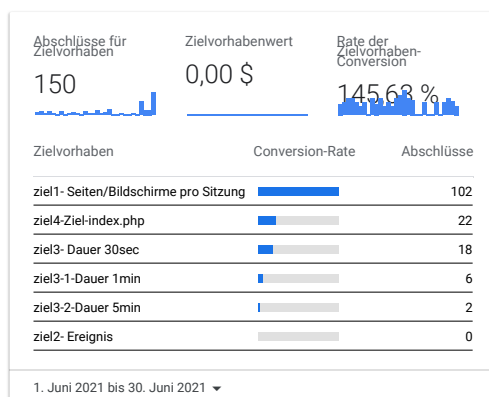 Abschlüsse für
Zielvorhaben
150
Zielvorhabenwert
0,00 $
Rate der
Zielvorhaben-
Conversion
145,63 %
Zielvorhaben Conversion-Rate Abschlüsse
ziel1- Seiten/Bildschirme pro Sitzung 102
ziel4-Ziel-index.php 22
ziel3- Dauer 30sec 18
ziel3-1-Dauer 1min 6
ziel3-2-Dauer 5min 2
ziel2- Ereignis 0
1. Juni 2021 bis 30. Juni 2021